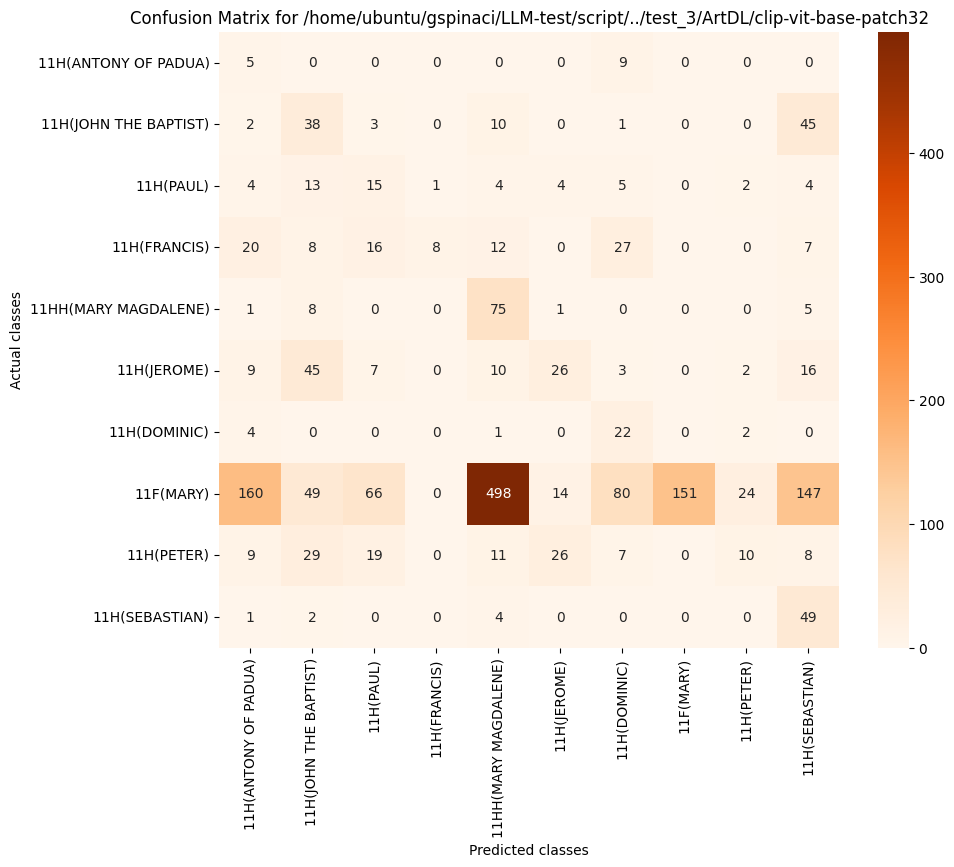 Confusion Matrix for /home/ubuntu/gspinaci/LLM-test/script/../test_3/ArtDL/clip-vit-base-patch32
11H(ANTONY OF PADUA) 5 0 0 0 0 0 9 0 0 0
11H(JOHN THE BAPTIST) 2 38 3 0 10 0 1 0 0 45
11H(PAUL) 4 13 15 1 4 4 5 0 2 4
11H(FRANCIS) 20 8 16 8 12 0 27 0 0 7
11HH(MARY MAGDALENE) 1 8 0 0 75 1 0 0 0 5
11H(JEROME) 9 45 7 0 10 26 3 0 2 16
11H(DOMINIC) 4 0 0 0 1 0 22 0 2 0
11F(MARY) 160 49 66 0 498 14 80 151 24 147
11H(PETER) 9 29 19 0 11 26 7 0 10 8
11H(SEBASTIAN) 1 2 0 0 4 0 0 0 0 49
Actual classes
11H(ANTONY OF PADUA)
11H(JOHN THE BAPTIST)
11H(PAUL)
11H(FRANCIS)
11HH(MARY MAGDALENE)
11H(JEROME)
11H(DOMINIC)
11F(MARY)
11H(PETER)
11H(SEBASTIAN)
Predicted classes
400
300
200
100
0